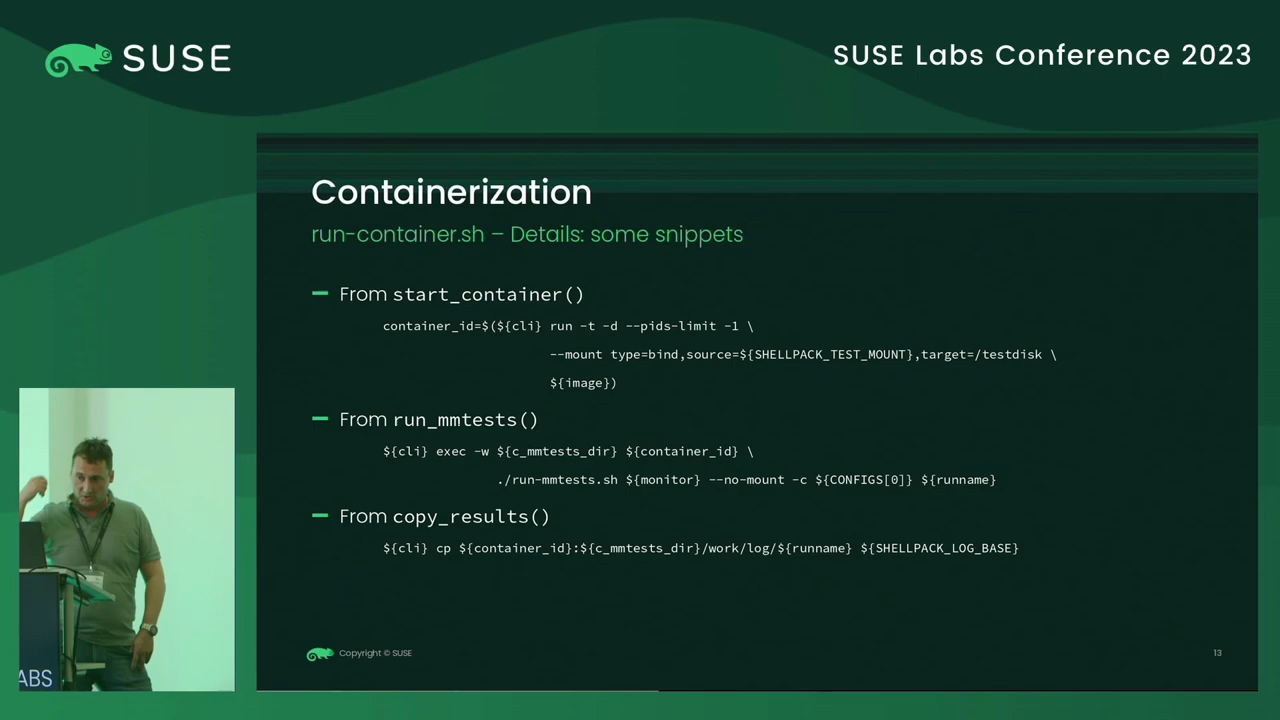 SUSE
SUSE Labs Conference 2023
Containerization
run-container.sh – Details: some snippets
From start_container()
container_id=$(${cli} run -t -d --pids-limit -1 \
--mount type=bind,source=${SHELLPACK_TEST_MOUNT},target=/testdisk \
${image})
From run_mmtests()
${cli} exec -w ${c_mmtests_dir} ${container_id} \
./run-mmtests.sh ${monitor} --no-mount -c ${CONFIGS[0]} ${runname}
From copy_results()
${cli} cp ${container_id}:${c_mmtests_dir}/work/log/${runname} ${SHELLPACK_LOG_BASE}
Copyright © SUSE
13
ABS